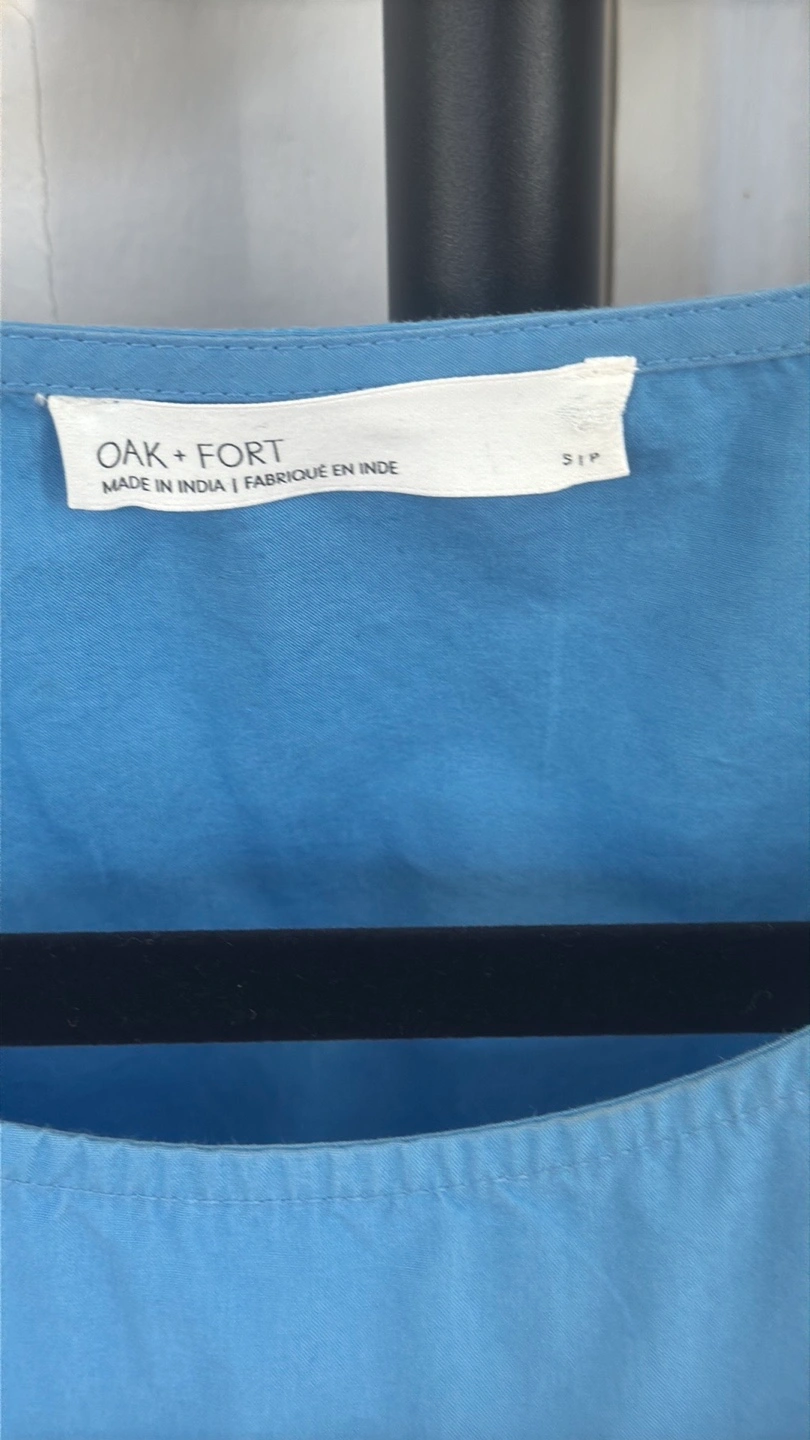 OAK + FORT
MADE IN INDIA | FABRIQUÉ EN INDE
S | P